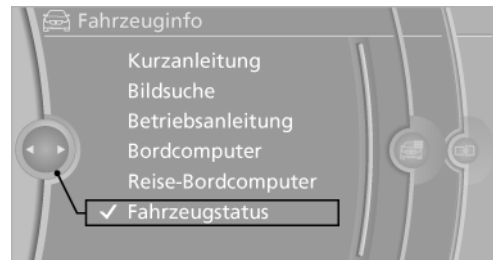 Fahrzeuginfo
Kurzanleitung
Bildsuche
Betriebsanleitung
Bordcomputer
Reise-Bordcomputer
Fahrzeugstatus